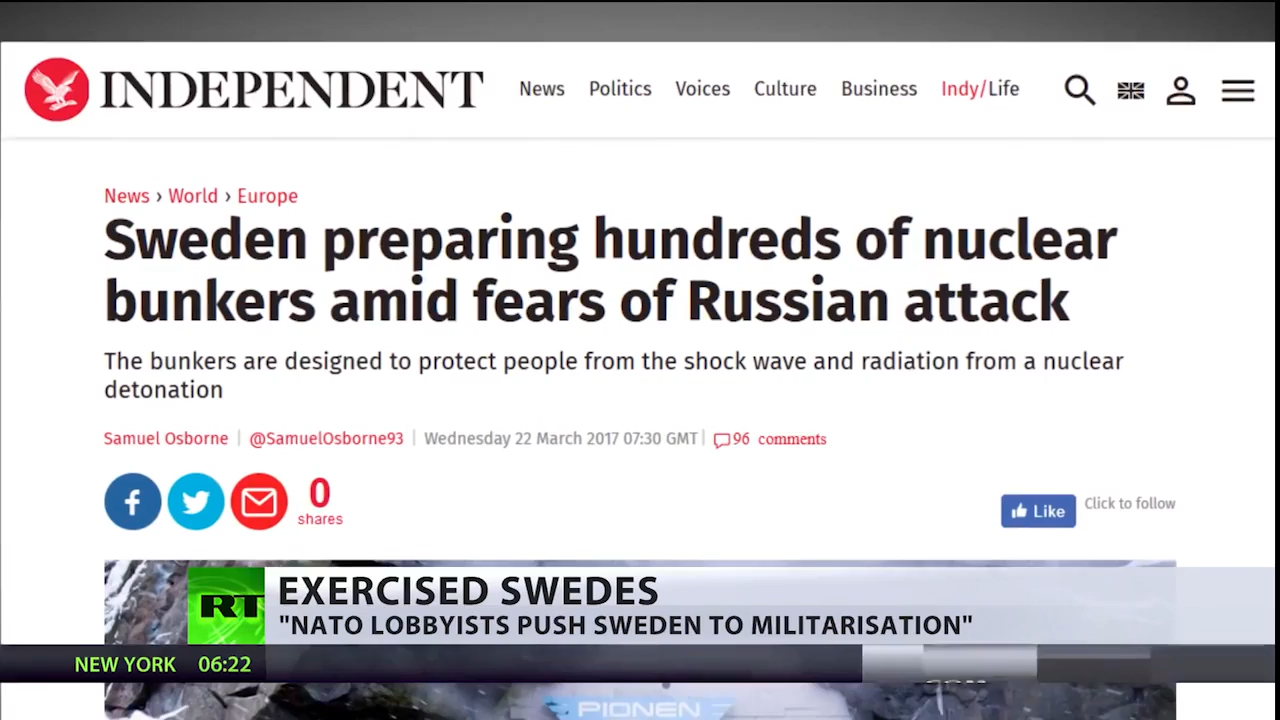 INDEPENDENT
News Politics Voices Culture Business Indy/Life
News › World › Europe
Sweden preparing hundreds of nuclear
bunkers amid fears of Russian attack
The bunkers are designed to protect people from the shock wave and radiation from a nuclear
detonation
Samuel Osborne | @SamuelOsborne93 | Wednesday 22 March 2017 07:30 GMT | 96 comments
0
shares
Like Click to follow
RT
EXERCISED SWEDES
"NATO LOBBYISTS PUSH SWEDEN TO MILITARISATION"
NEW YORK 06:22
PIONEN